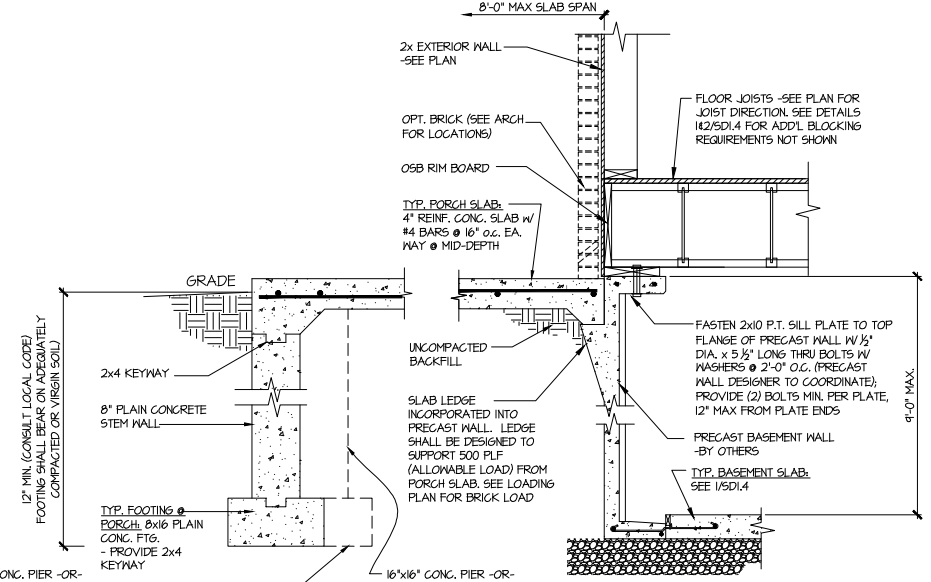 8'-0" MAX SLAB SPAN
2x EXTERIOR WALL
-SEE PLAN
FLOOR JOISTS -SEE PLAN FOR
JOIST DIRECTION. SEE DETAILS
1&2/SD1.4 FOR ADD'L BLOCKING
REQUIREMENTS NOT SHOWN
OPT. BRICK (SEE ARCH
FOR LOCATIONS)
OSB RIM BOARD
TYP. PORCH SLAB:
4" REINF. CONC. SLAB W/
#4 BARS @ 16" o.c. EA.
WAY @ MID-DEPTH
GRADE
12" MIN. (CONSULT LOCAL CODE)
FOOTING SHALL BEAR ON ADEQUATELY
COMPACTED OR VIRGIN SOIL)
2x4 KEYWAY
8" PLAIN CONCRETE
STEM WALL
TYP. FOOTING @
PORCH: 8x16 PLAIN
CONC. FTG.
- PROVIDE 2x4
KEYWAY
UNCOMPACTED
BACKFILL
SLAB LEDGE
INCORPORATED INTO
PRECAST WALL. LEDGE
SHALL BE DESIGNED TO
SUPPORT 500 PLF
(ALLOWABLE LOAD) FROM
PORCH SLAB. SEE LOADING
PLAN FOR BRICK LOAD
FASTEN 2x10 P.T. SILL PLATE TO TOP
FLANGE OF PRECAST WALL W/ 1/2"
DIA. x 5 1/2" LONG THRU BOLTS W/
WASHERS @ 2'-0" O.C. (PRECAST
WALL DESIGNER TO COORDINATE);
PROVIDE (2) BOLTS MIN. PER PLATE,
12" MAX FROM PLATE ENDS
9'-0" MAX.
PRECAST BASEMENT WALL
-BY OTHERS
TYP. BASEMENT SLAB:
SEE 1/SD1.4
CONC. PIER -OR-
16"x16" CONC. PIER -OR-